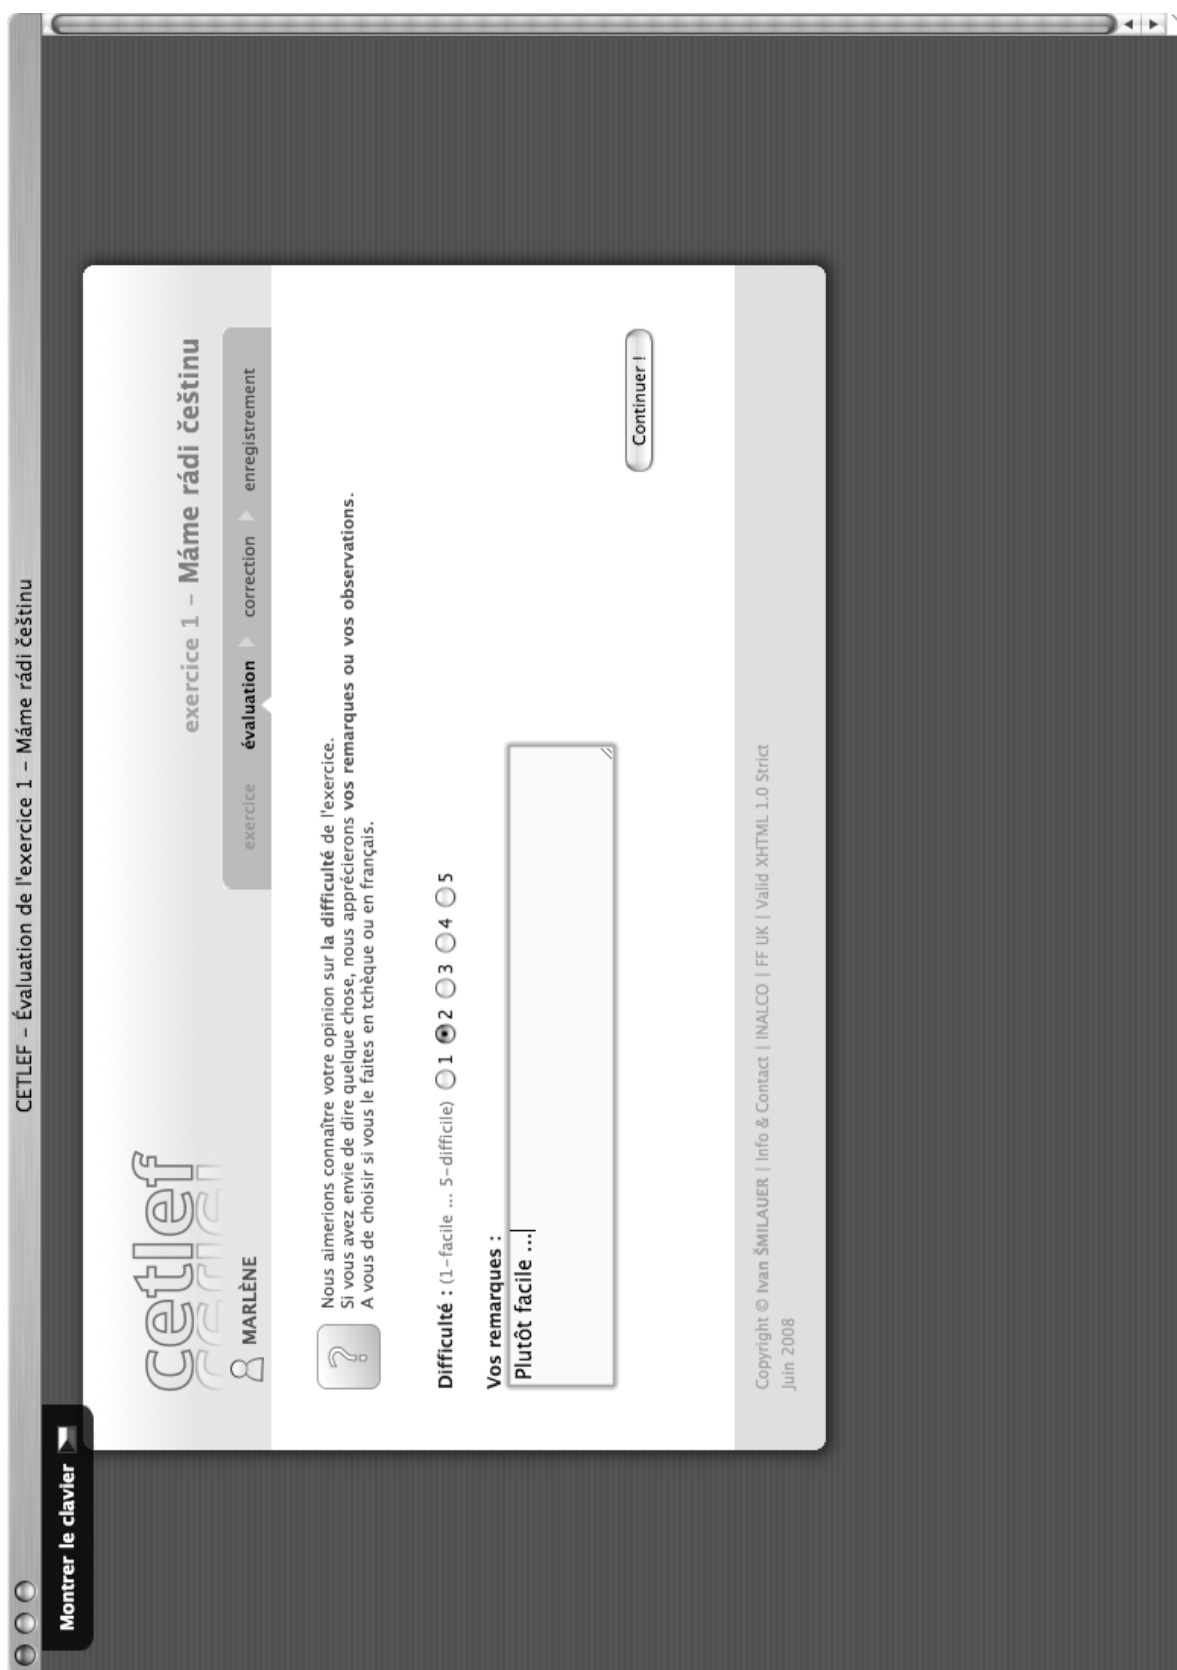 CETLEF – Évaluation de l'exercice 1 – Máme rádi češtinu
Montrer le clavier
cetlef
exercice 1 – Máme rádi češtinu
MARLÈNE
exercice évaluation correction enregistrement
?
Nous aimerions connaître votre opinion sur la difficulté de l'exercice.
Si vous avez envie de dire quelque chose, nous apprécierons vos remarques ou vos observations.
A vous de choisir si vous le faites en tchèque ou en français.
Difficulté : (1-facile ... 5-difficile) 1 2 3 4 5
Vos remarques :
Plutôt facile ...
Continuer !
Copyright © Ivan ŠMILAUER | Info & Contact | INALCO | FF UK | Valid XHTML 1.0 Strict
Juin 2008